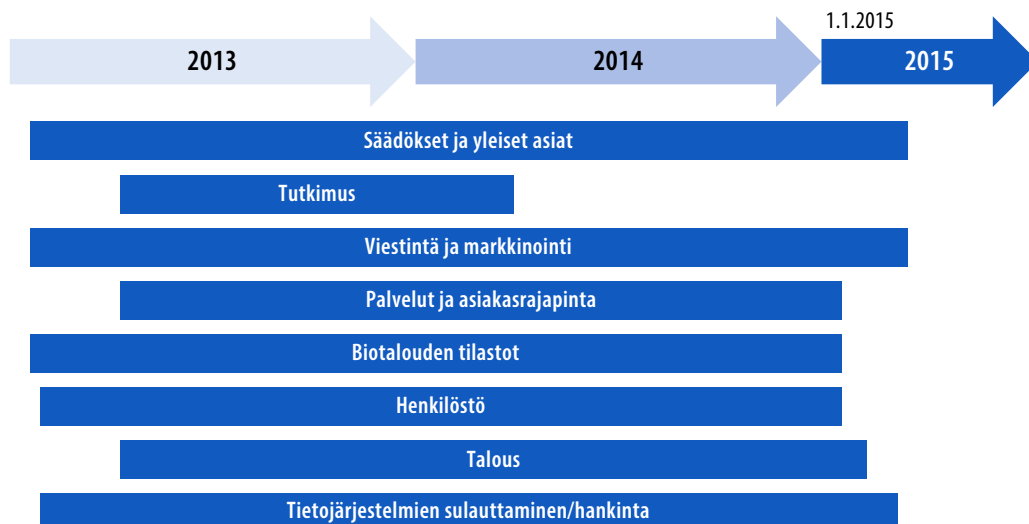 1.1.2015
2013
2014
2015
Säädökset ja yleiset asiat
Tutkimus
Viestintä ja markkinointi
Palvelut ja asiakasrajapinta
Biotalouden tilastot
Henkilöstö
Talous
Tietojärjestelmien sulauttaminen/hankinta